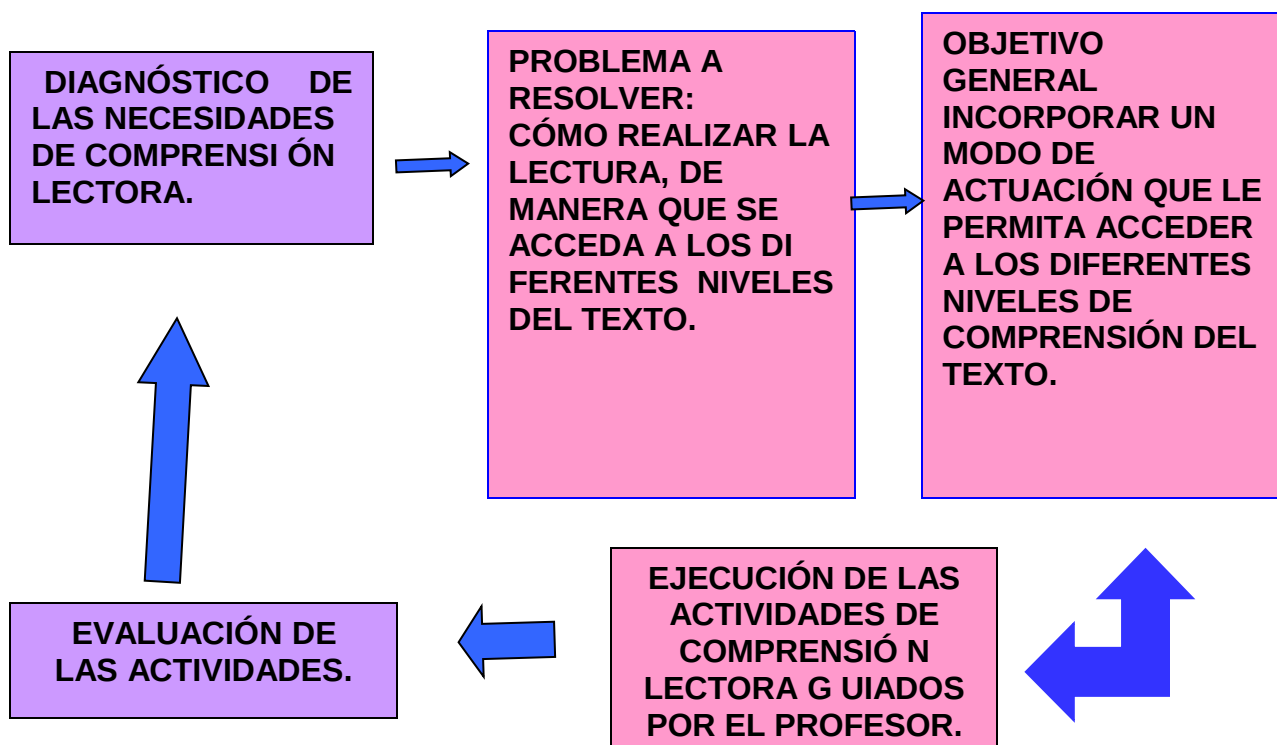 DIAGNÓSTICO DE
LAS NECESIDADES
DE COMPRENSI ÓN
LECTORA.
PROBLEMA A
RESOLVER:
CÓMO REALIZAR LA
LECTURA, DE
MANERA QUE SE
ACCEDA A LOS DI
FERENTES NIVELES
DEL TEXTO.
OBJETIVO
GENERAL
INCORPORAR UN
MODO DE
ACTUACIÓN QUE LE
PERMITA ACCEDER
A LOS DIFERENTES
NIVELES DE
COMPRENSIÓN DEL
TEXTO.
EJECUCIÓN DE LAS
ACTIVIDADES DE
COMPRENSIÓ N
LECTORA G UIADOS
POR EL PROFESOR.
EVALUACIÓN DE
LAS ACTIVIDADES.